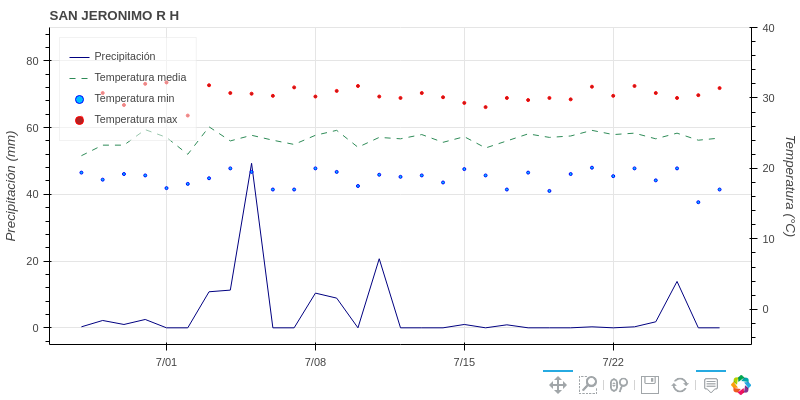 SAN JERONIMO R H
Precipitación
Temperatura media
Temperatura min
Temperatura max
Precipitación (mm)
80
60
40
20
0
40
30
20
10
0
Temperatura (°C)
7/01
7/08
7/15
7/22